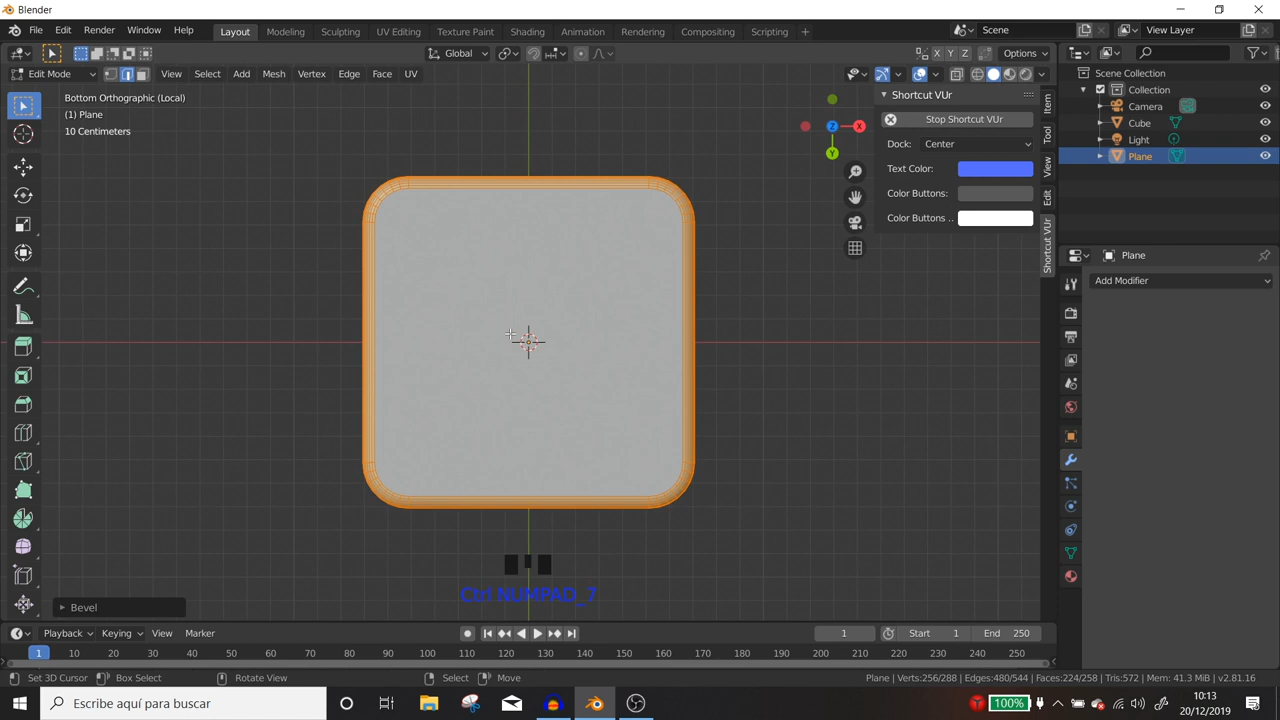 Blender
File Edit Render Window Help Layout Modeling Sculpting UV Editing Texture Paint Shading Animation Rendering Compositing Scripting + Scene View Layer
Global X Y Z Options
Edit Mode View Select Add Mesh Vertex Edge Face UV
Scene Collection
Collection
Camera
Cube
Light
Plane
Bottom Orthographic (Local)
(1) Plane
10 Centimeters
X
Z
Y
Shortcut VUr
Stop Shortcut VUr
Dock: Center
Text Color:
Color Buttons:
Color Buttons ..
Item
Tool
View
Edit
Shortcut VUr
Plane
Add Modifier
Ctrl NUMPAD_7
Bevel
Playback Keying View Marker 1 Start 1 End 250
1 10 20 30 40 50 60 70 80 90 100 110 120 130 140 150 160 170 180 190 200 210 220 230 240 250
Set 3D Cursor Box Select Rotate View Select Move Plane | Verts:256/288 | Edges:480/544 | Faces:224/258 | Tris:572 | Mem: 41.3 MiB | v2.81.16
Escribe aquí para buscar
100%
10:13
20/12/2019